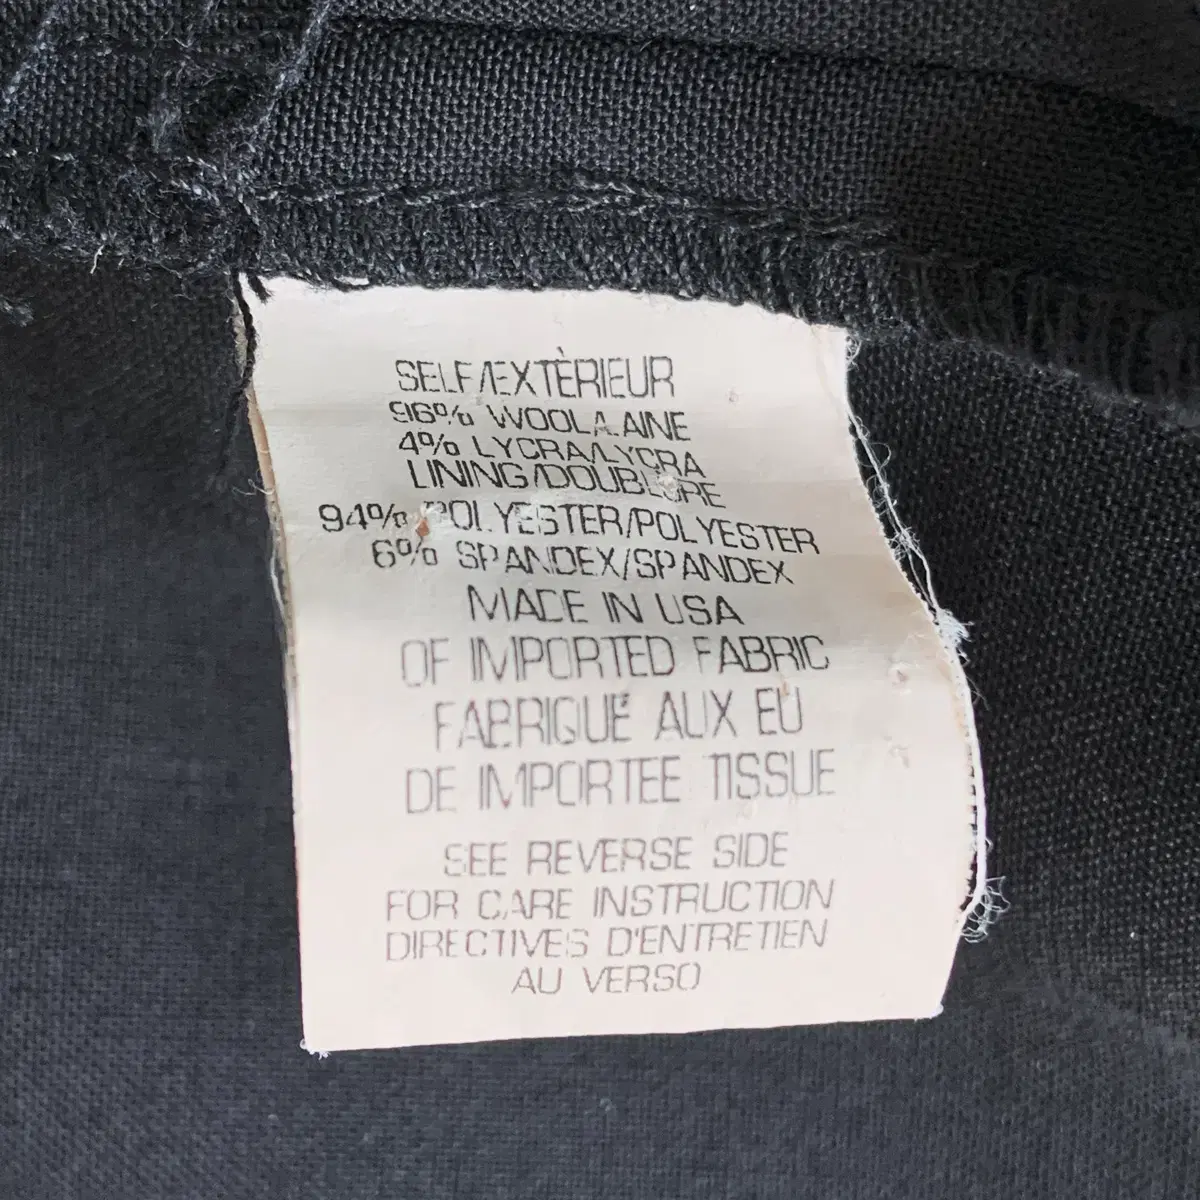 SELF/EXTÈRIEUR
96% WOOL/LAINE
4% LYCRA/LYCRA
LINING/DOUBLURE
94% POLYESTER/POLYESTER
6% SPANDEX/SPANDEX
MADE IN USA
OF IMPORTED FABRIC
FABRIQUÉ AUX EU
DE IMPORTEE TISSUE
SEE REVERSE SIDE
FOR CARE INSTRUCTION
DIRECTIVES D'ENTRETIEN
AU VERSO